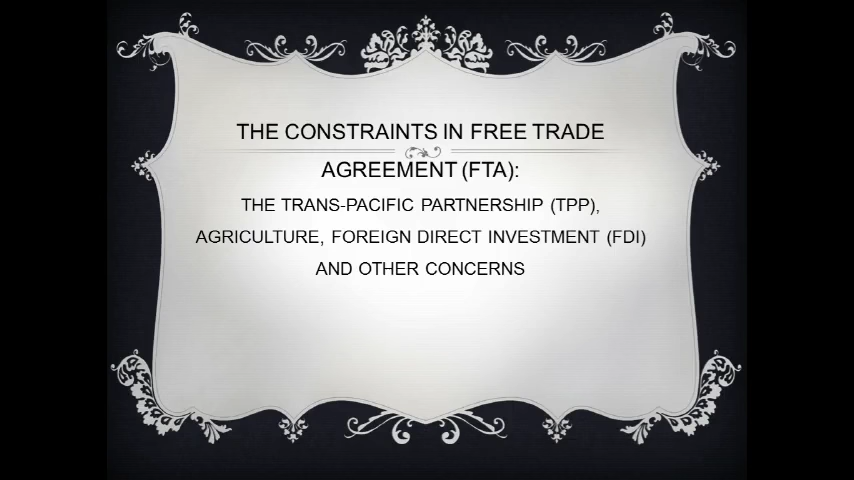 THE CONSTRAINTS IN FREE TRADE
AGREEMENT (FTA):
THE TRANS-PACIFIC PARTNERSHIP (TPP),
AGRICULTURE, FOREIGN DIRECT INVESTMENT (FDI)
AND OTHER CONCERNS